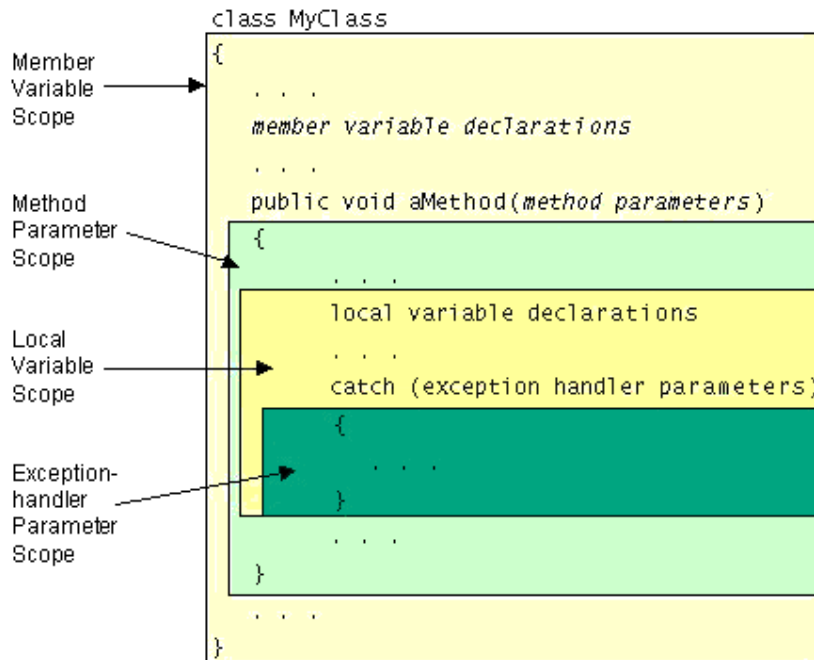 class MyClass
Member
Variable
Scope
{
. . .
member variable declarations
. . .
Method
Parameter
Scope
public void aMethod(method parameters)
{
. . .
Local
Variable
Scope
local variable declarations
. . .
catch (exception handler parameters)
Exception-
handler
Parameter
Scope
{
. . .
}
. . .
}
. . .
}